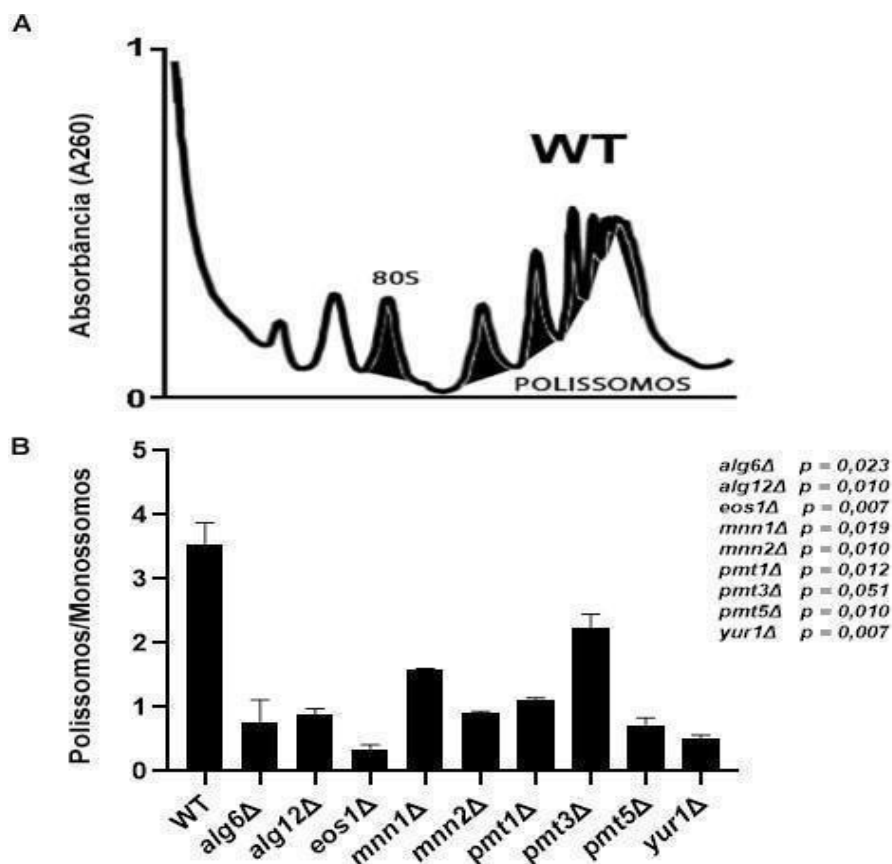 A
1
Absorbância (A260)
WT
80S
POLISSOMOS
0
B
5
4
3
2
1
0
Polissomos/Monossomos
alg6Δ p = 0,023
alg12Δ p = 0,010
eos1Δ p = 0,007
mnn1Δ p = 0,019
mnn2Δ p = 0,010
pmt1Δ p = 0,012
pmt3Δ p = 0,051
pmt5Δ p = 0,010
yur1Δ p = 0,007
WT
alg6Δ
alg12Δ
eos1Δ
mnn1Δ
mnn2Δ
pmt1Δ
pmt3Δ
pmt5Δ
yur1Δ